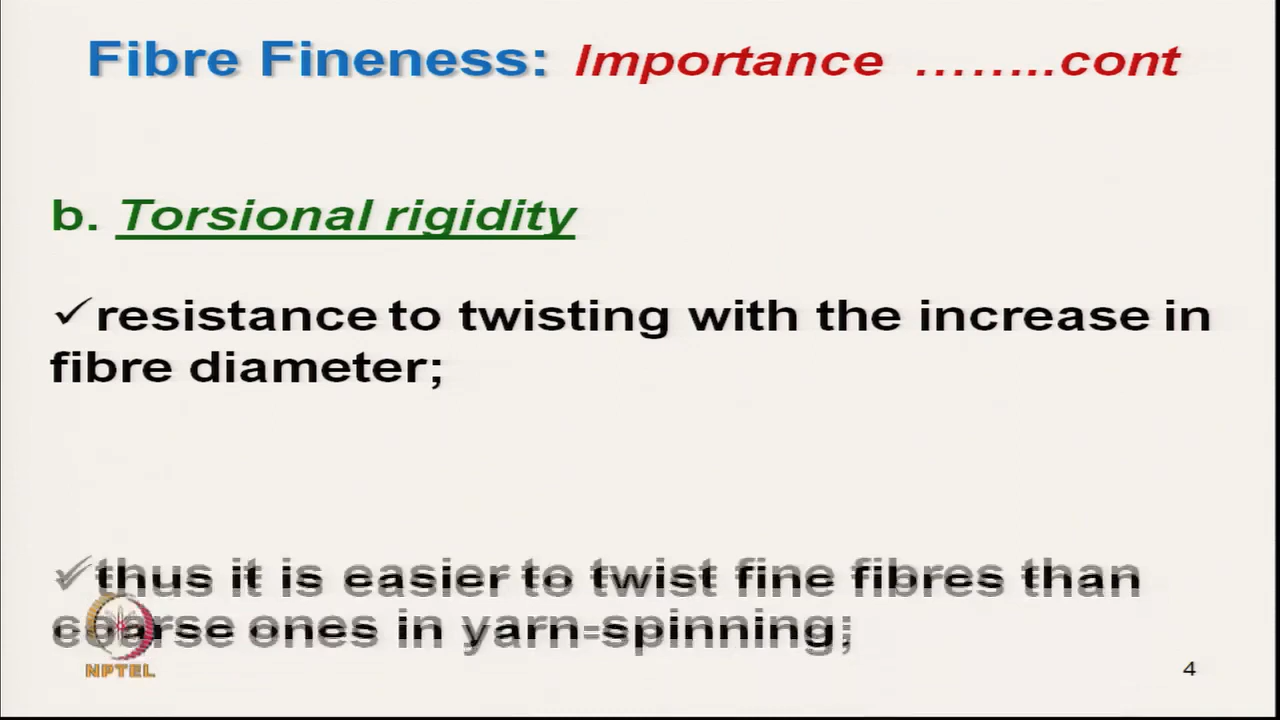 Fibre Fineness: Importance ........cont
b. Torsional rigidity
✓resistance to twisting with the increase in
fibre diameter;
✓thus it is easier to twist fine fibres than
coarse ones in yarn-spinning;
NPTEL
4